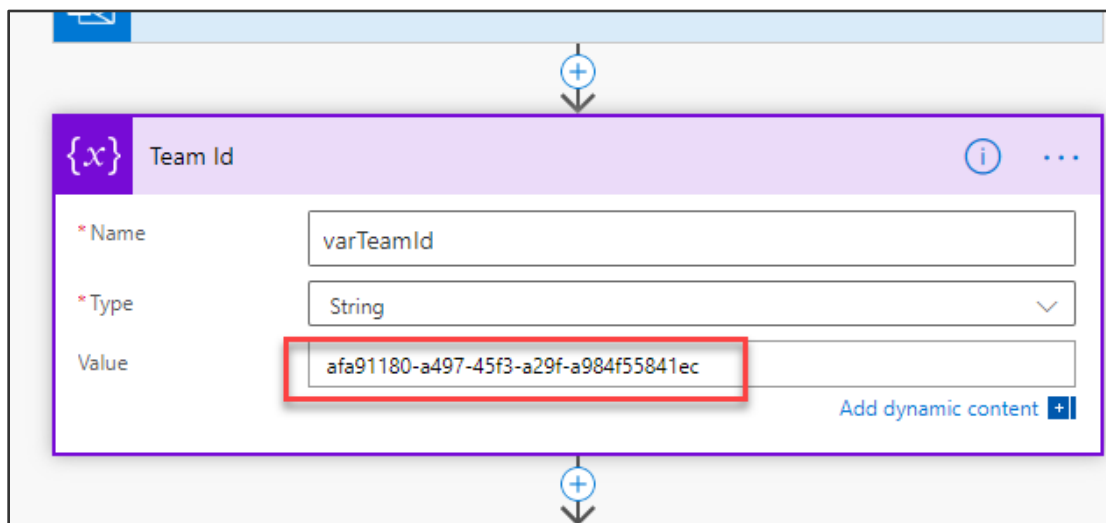 {x} Team Id
* Name
varTeamId
* Type
String
Value
afa91180-a497-45f3-a29f-a984f55841ec
Add dynamic content